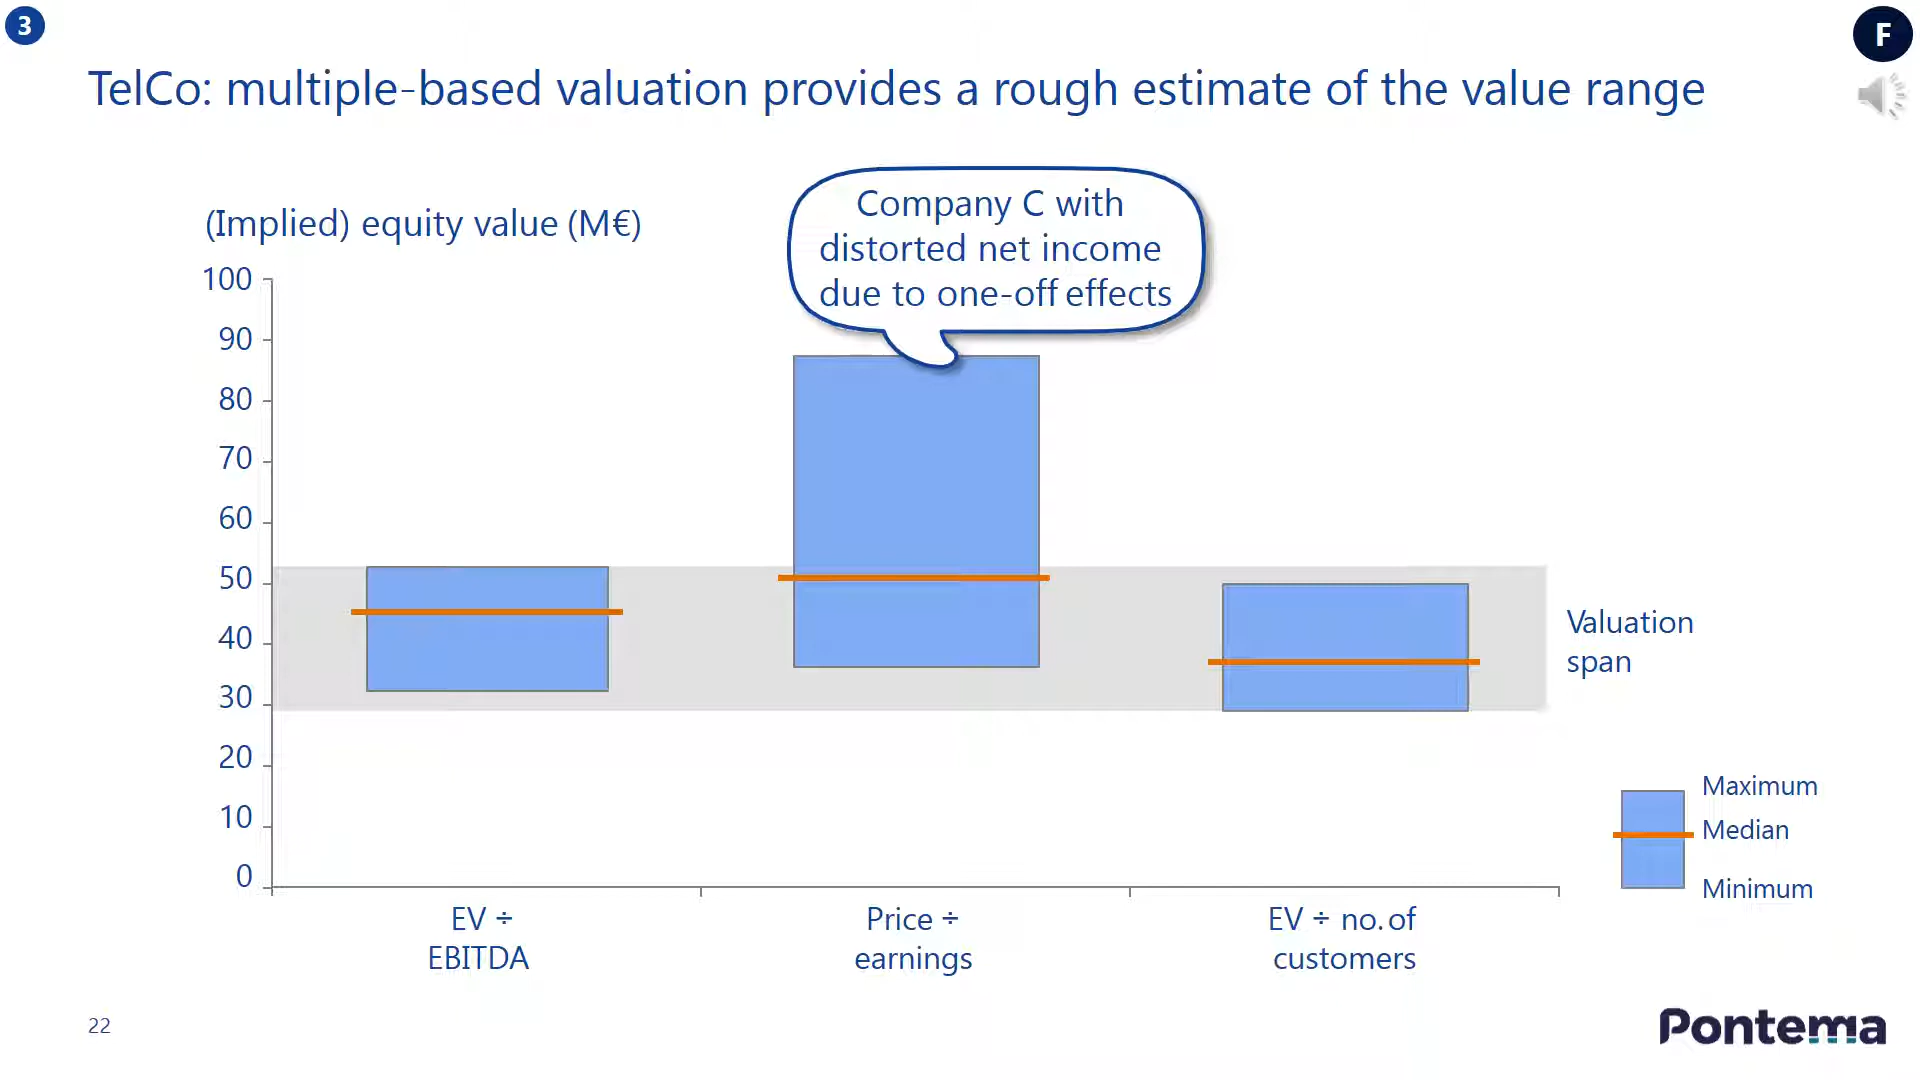 3
F
TelCo: multiple-based valuation provides a rough estimate of the value range
(Implied) equity value (M€)
Company C with
distorted net income
due to one-off effects
100
90
80
70
60
50
40
30
20
10
0
Valuation
span
Maximum
Median
Minimum
EV ÷
EBITDA
Price ÷
earnings
EV ÷ no. of
customers
22
Pontema